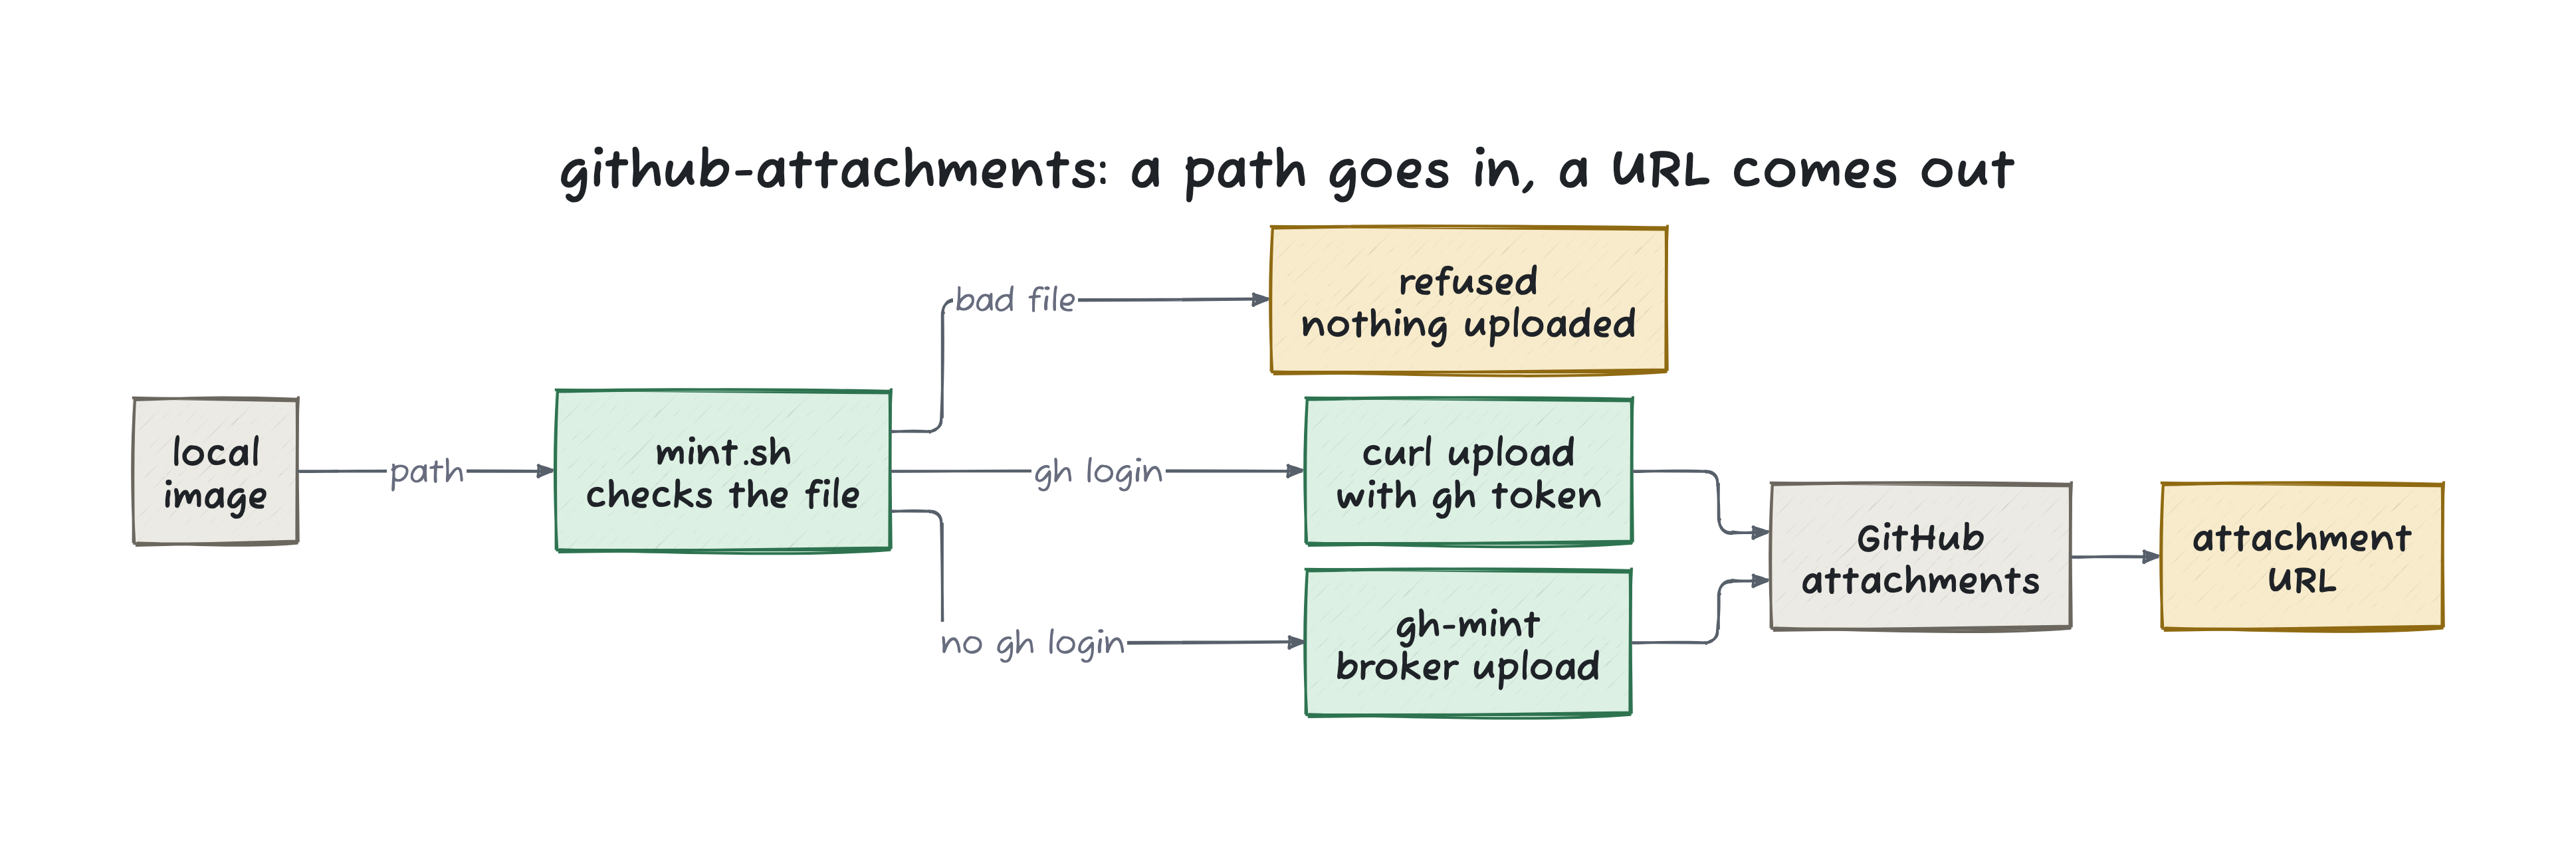 github-attachments: a path goes in, a URL comes out
refused
nothing uploaded
bad file
local
image
path
mint.sh
checks the file
gh login
curl upload
with gh token
GitHub
attachments
attachment
URL
no gh login
gh-mint
broker upload